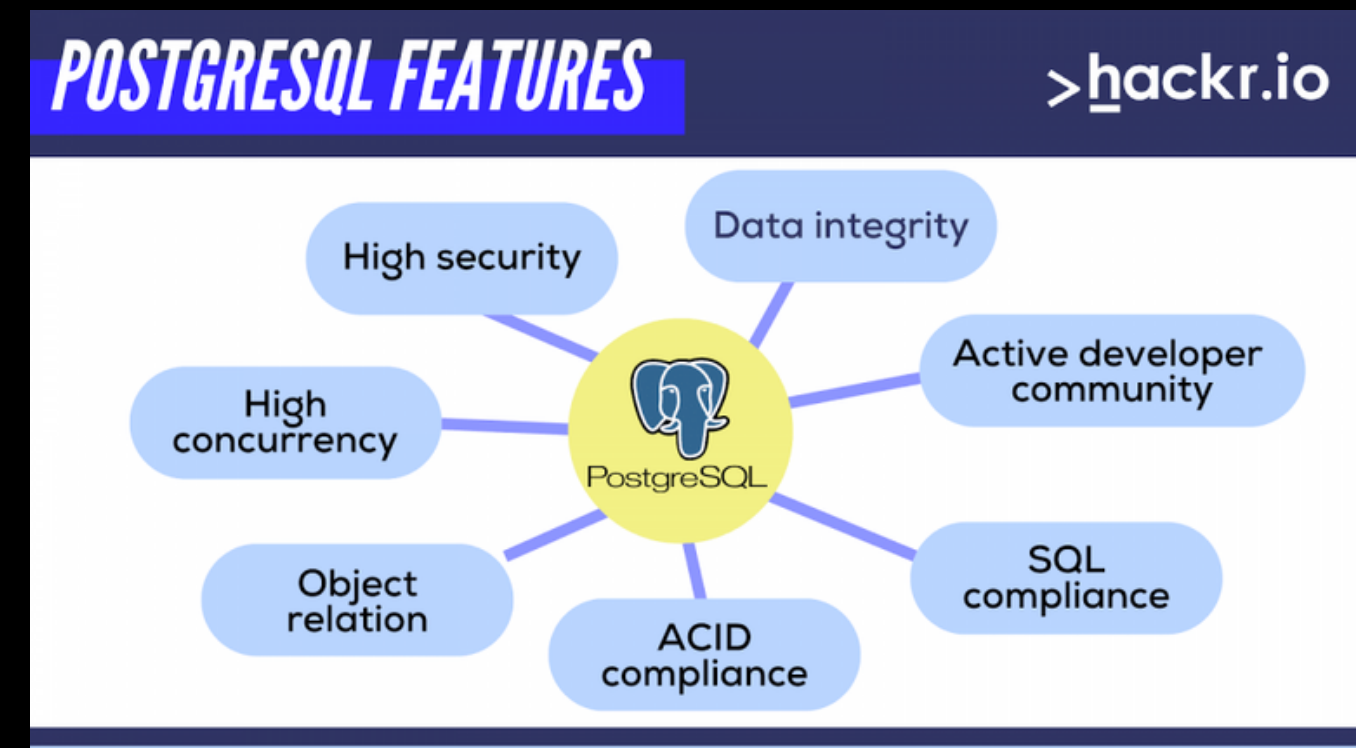 POSTGRESQL FEATURES
>hackr.io
High security
Data integrity
Active developer
community
High
concurrency
PostgreSQL
Object
relation
SQL
compliance
ACID
compliance